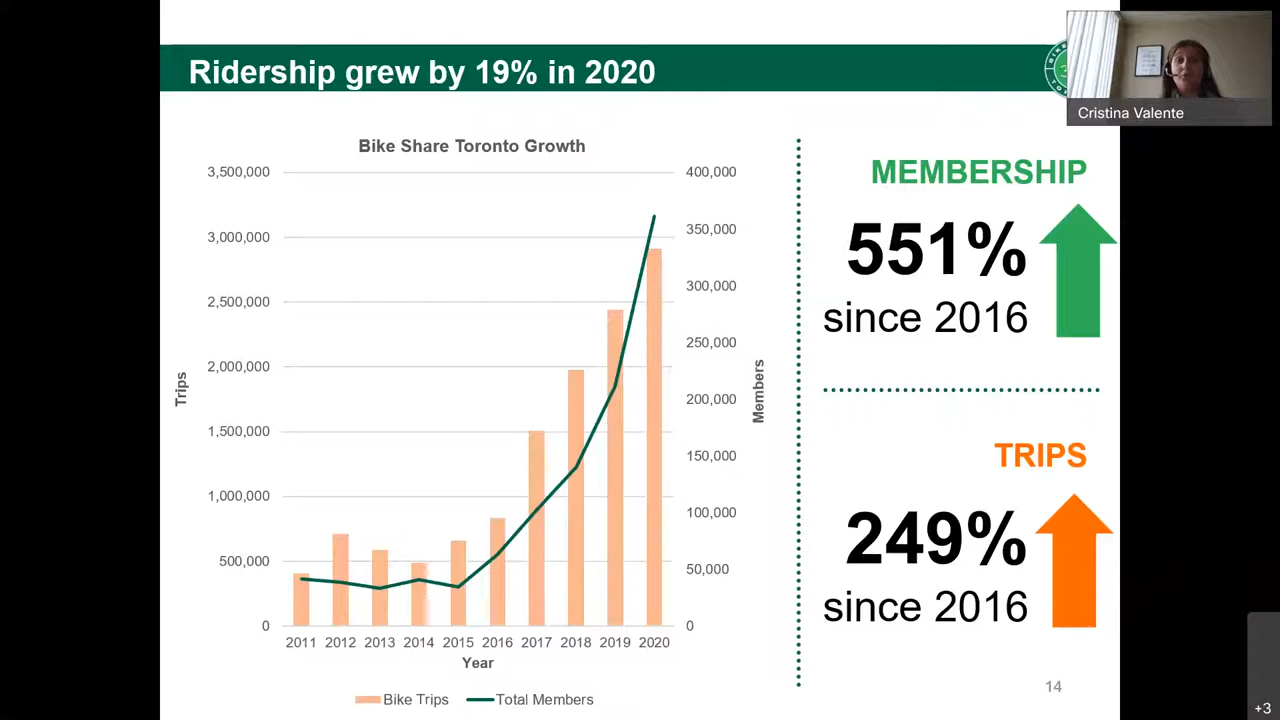 Ridership grew by 19% in 2020
Cristina Valente
Bike Share Toronto Growth
3,500,000
3,000,000
2,500,000
2,000,000
1,500,000
1,000,000
500,000
0
Trips
400,000
350,000
300,000
250,000
200,000
150,000
100,000
50,000
0
Members
2011 2012 2013 2014 2015 2016 2017 2018 2019 2020
Year
Bike Trips Total Members
MEMBERSHIP
551%
since 2016
TRIPS
249%
since 2016
14
+3